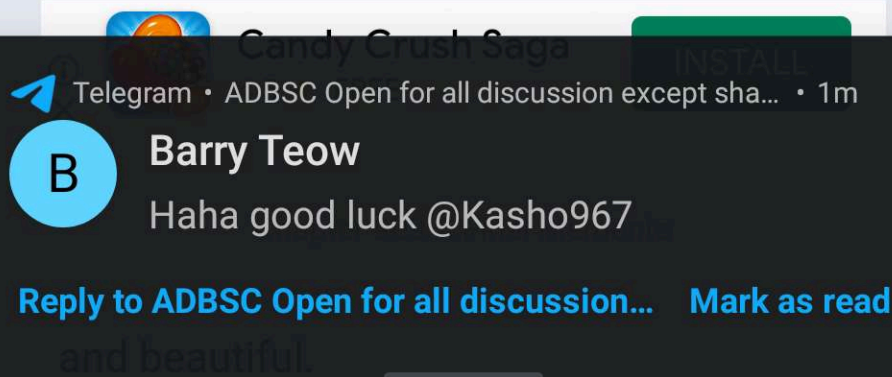 Candy Crush Saga
INSTALL
Telegram • ADBSC Open for all discussion except sha... • 1m
B
Barry Teow
Haha good luck @Kasho967
Reply to ADBSC Open for all discussion... Mark as read
and beautiful.